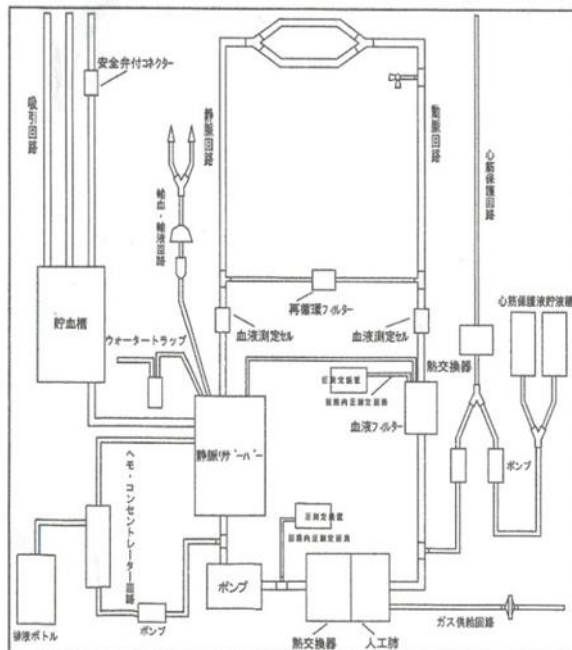 安全弁付コネクター
吸引回路
静脈回路
動脈回路
心筋保護回路
輸血・輸液回路
再循環フィルター
貯血槽
血液測定セル
血液測定セル
心筋保護液貯液槽
ウォータートラップ
熱交換器
圧測定装置
回路内圧測定回路
血液フィルター
静脈リザーバー
ポンプ
ヘモ・コンセントレーター回路
圧測定装置
回路内圧測定回路
ポンプ
排液ボトル
ポンプ
熱交換器
人工肺
ガス供給回路